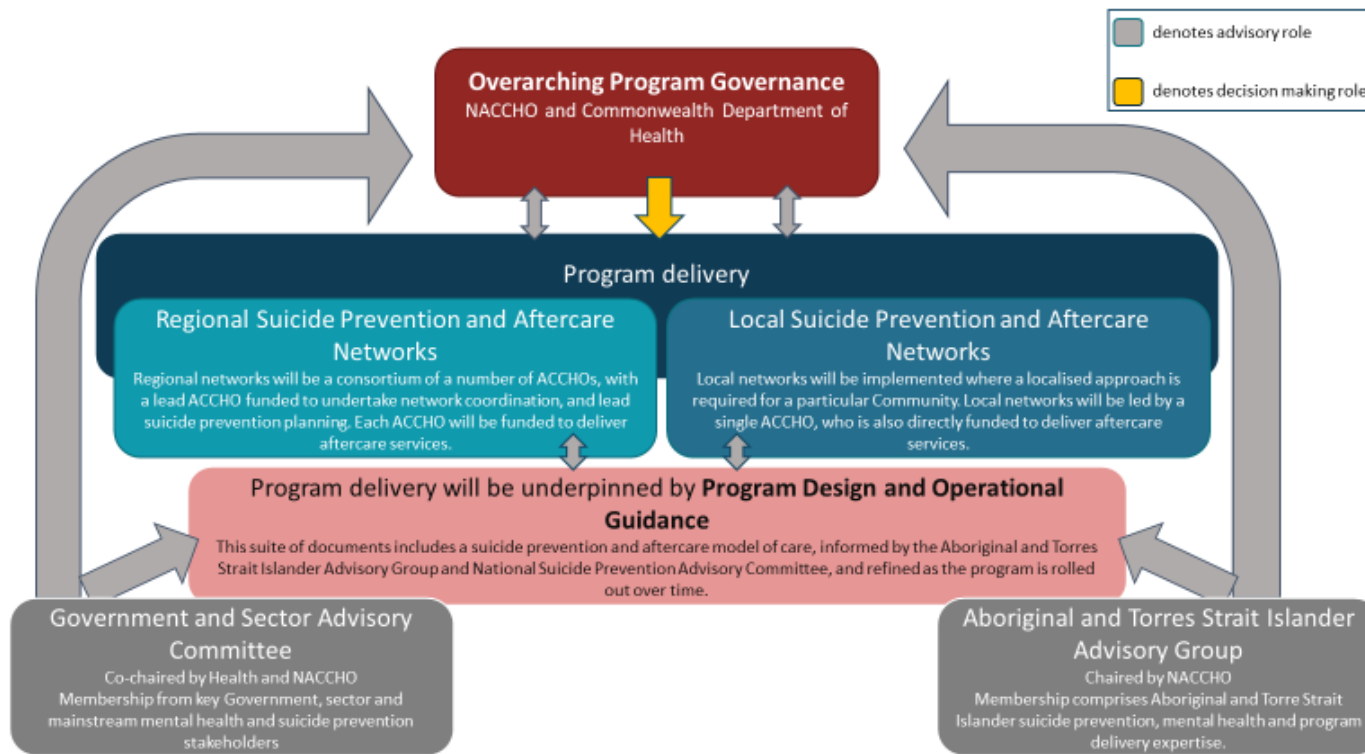 denotes advisory role
denotes decision making role
Overarching Program Governance
NACCHO and Commonwealth Department of
Health
Program delivery
Regional Suicide Prevention and Aftercare
Networks
Regional networks will be a consortium of a number of ACCHOs, with
a lead ACCHO funded to undertake network coordination, and lead
suicide prevention planning. Each ACCHO will be funded to deliver
aftercare services.
Local Suicide Prevention and Aftercare
Networks
Local networks will be implemented where a localised approach is
required for a particular Community. Local networks will be led by a
single ACCHO, who is also directly funded to deliver aftercare
services.
Program delivery will be underpinned by Program Design and Operational
Guidance
This suite of documents includes a suicide prevention and aftercare model of care, informed by the Aboriginal and Torres
Strait Islander Advisory Group and National Suicide Prevention Advisory Committee, and refined as the program is rolled
out over time.
Government and Sector Advisory
Committee
Co-chaired by Health and NACCHO
Membership from key Government, sector and
mainstream mental health and suicide prevention
stakeholders
Aboriginal and Torres Strait Islander
Advisory Group
Chaired by NACCHO
Membership comprises Aboriginal and Torre Strait
Islander suicide prevention, mental health and program
delivery expertise.